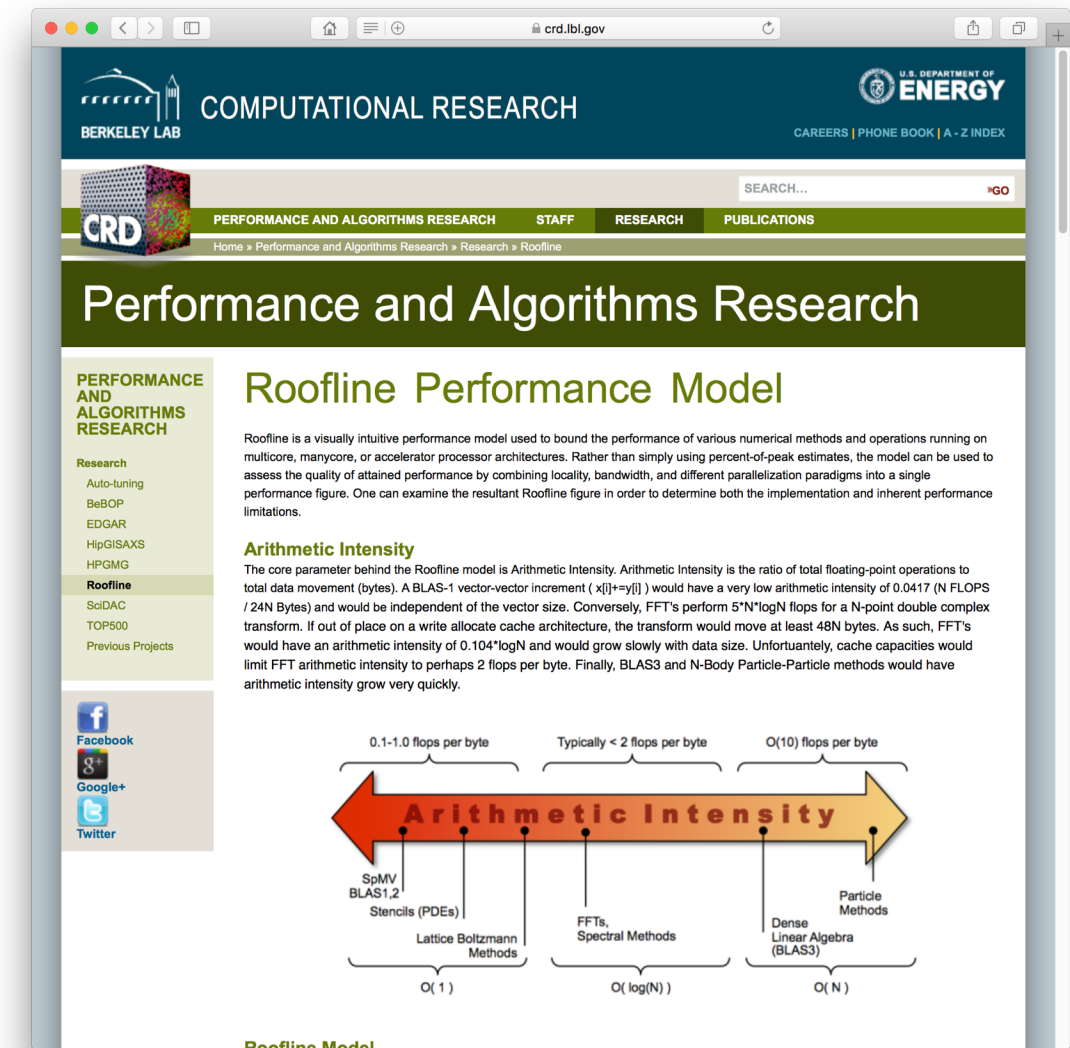 crd.lbl.gov
BERKELEY LAB
COMPUTATIONAL RESEARCH
U.S. DEPARTMENT OF
ENERGY
CAREERS | PHONE BOOK | A - Z INDEX
SEARCH...
»GO
CRD
PERFORMANCE AND ALGORITHMS RESEARCH STAFF RESEARCH PUBLICATIONS
Home » Performance and Algorithms Research » Research » Roofline
Performance and Algorithms Research
PERFORMANCE
AND
ALGORITHMS
RESEARCH
Research
Auto-tuning
BeBOP
EDGAR
HipGISAXS
HPGMG
Roofline
SciDAC
TOP500
Previous Projects
Facebook
g+
Google+
Twitter
Roofline Performance Model
Roofline is a visually intuitive performance model used to bound the performance of various numerical methods and operations running on
multicore, manycore, or accelerator processor architectures. Rather than simply using percent-of-peak estimates, the model can be used to
assess the quality of attained performance by combining locality, bandwidth, and different parallelization paradigms into a single
performance figure. One can examine the resultant Roofline figure in order to determine both the implementation and inherent performance
limitations.
Arithmetic Intensity
The core parameter behind the Roofline model is Arithmetic Intensity. Arithmetic Intensity is the ratio of total floating-point operations to
total data movement (bytes). A BLAS-1 vector-vector increment ( x[i]+=y[i] ) would have a very low arithmetic intensity of 0.0417 (N FLOPS
/ 24N Bytes) and would be independent of the vector size. Conversely, FFT's perform 5*N*logN flops for a N-point double complex
transform. If out of place on a write allocate cache architecture, the transform would move at least 48N bytes. As such, FFT's
would have an arithmetic intensity of 0.104*logN and would grow slowly with data size. Unfortuntely, cache capacities would
limit FFT arithmetic intensity to perhaps 2 flops per byte. Finally, BLAS3 and N-Body Particle-Particle methods would have
arithmetic intensity grow very quickly.
0.1-1.0 flops per byte Typically < 2 flops per byte O(10) flops per byte
Arithmetic Intensity
SpMV
BLAS1,2
Stencils (PDEs)
Lattice Boltzmann
Methods
FFTs,
Spectral Methods
Dense
Linear Algebra
(BLAS3)
Particle
Methods
O( 1 ) O( log(N) ) O( N )
Roofline Model